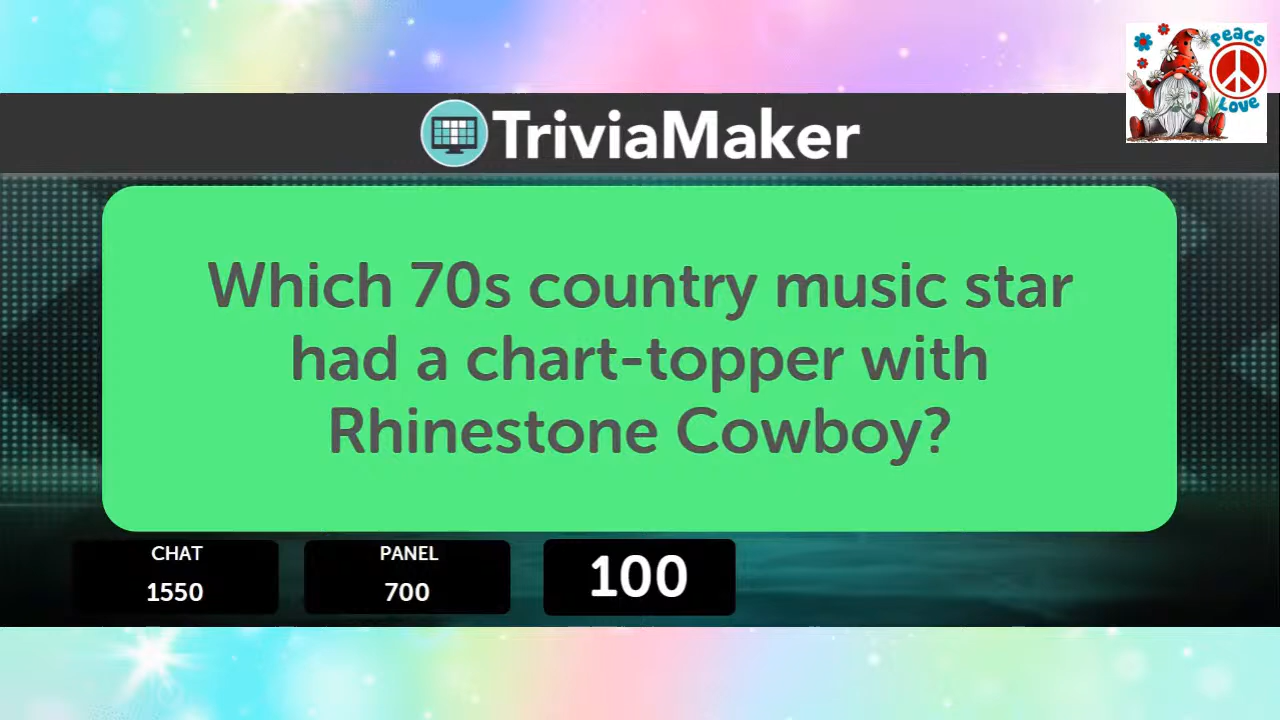 Peace
Love
TriviaMaker
Which 70s country music star
had a chart-topper with
Rhinestone Cowboy?
CHAT
1550
PANEL
700
100